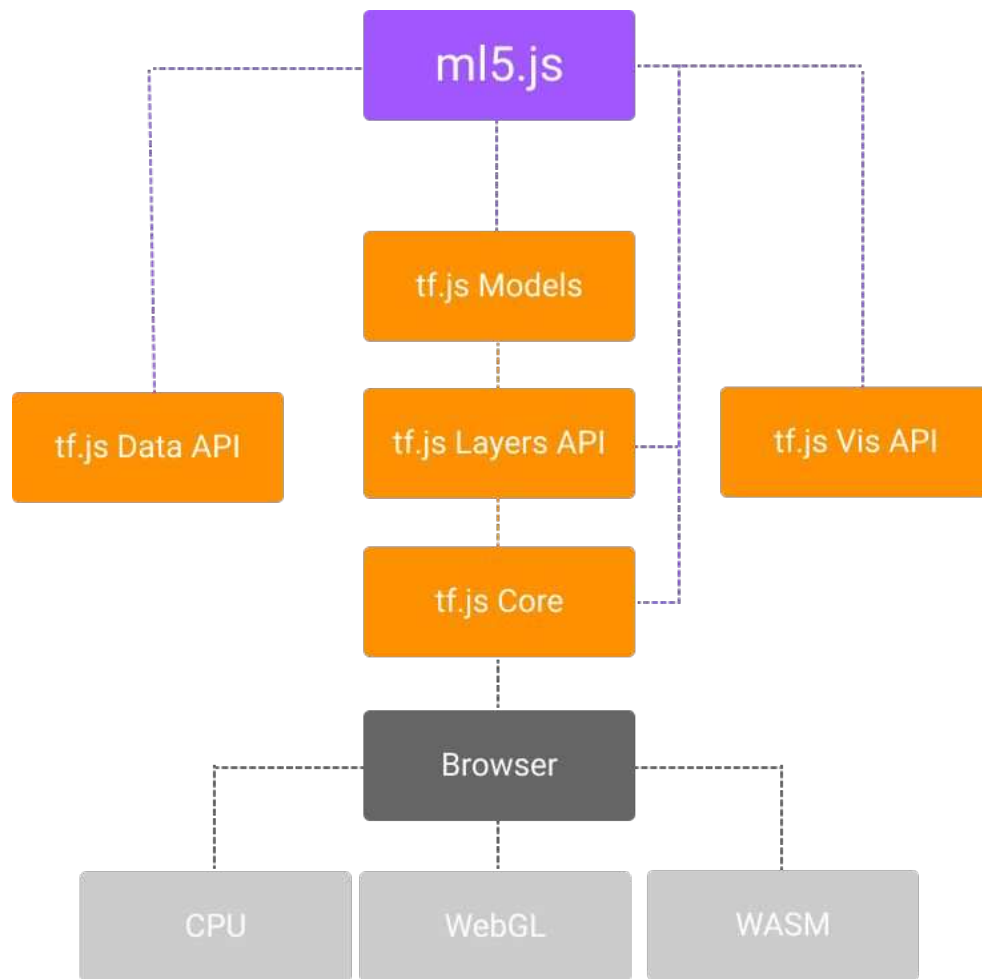 ml5.js
tf.js Models
tf.js Data API
tf.js Layers API
tf.js Vis API
tf.js Core
Browser
CPU
WebGL
WASM